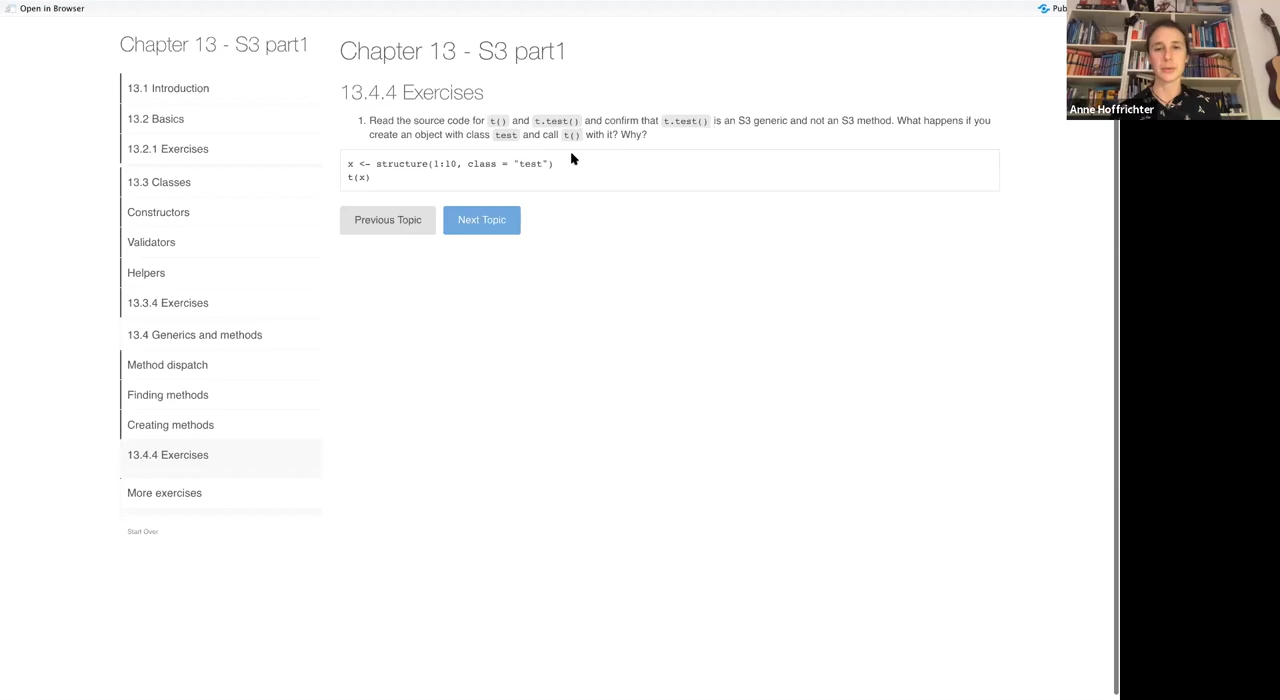 Open in Browser
Pub
Anne Hoffrichter
Chapter 13 - S3 part1
13.1 Introduction
13.2 Basics
13.2.1 Exercises
13.3 Classes
Constructors
Validators
Helpers
13.3.4 Exercises
13.4 Generics and methods
Method dispatch
Finding methods
Creating methods
13.4.4 Exercises
More exercises
Start Over
Chapter 13 - S3 part1
13.4.4 Exercises
1. Read the source code for t() and t.test() and confirm that t.test() is an S3 generic and not an S3 method. What happens if you
create an object with class test and call t() with it? Why?
x <- structure(1:10, class = "test")
t(x)
Previous Topic
Next Topic